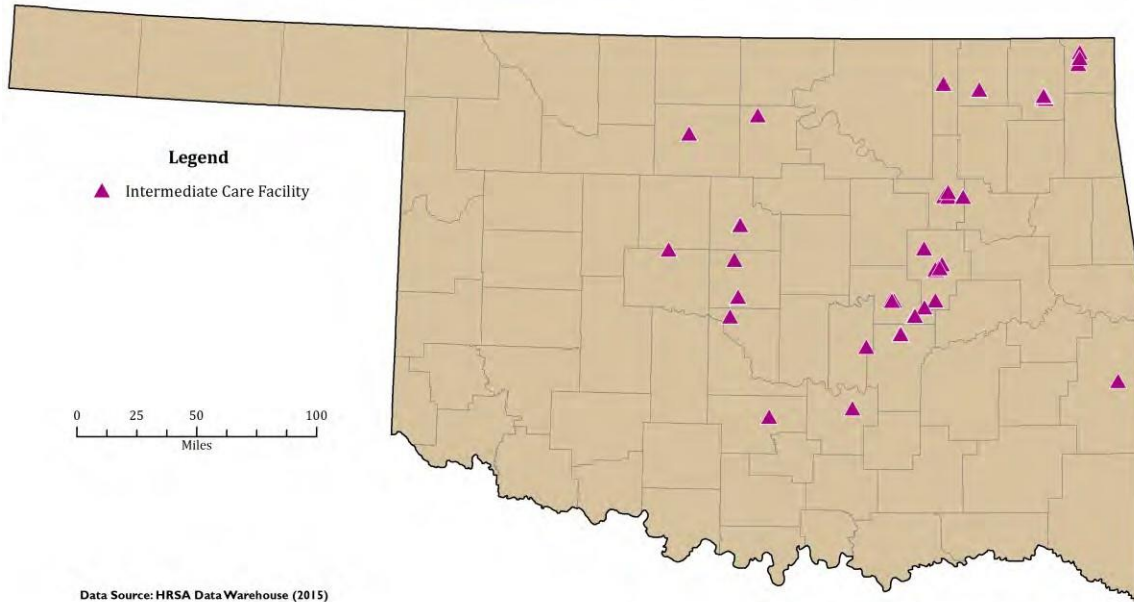 Legend
Intermediate Care Facility
0 25 50 100
Miles
Data Source: HRSA Data Warehouse (2015)